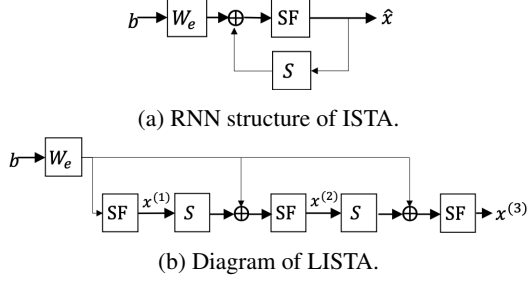 b W_e ⊕ SF x̂
S
(a) RNN structure of ISTA.
b W_e
SF x^(1) S ⊕ SF x^(2) S ⊕ SF x^(3)
(b) Diagram of LISTA.